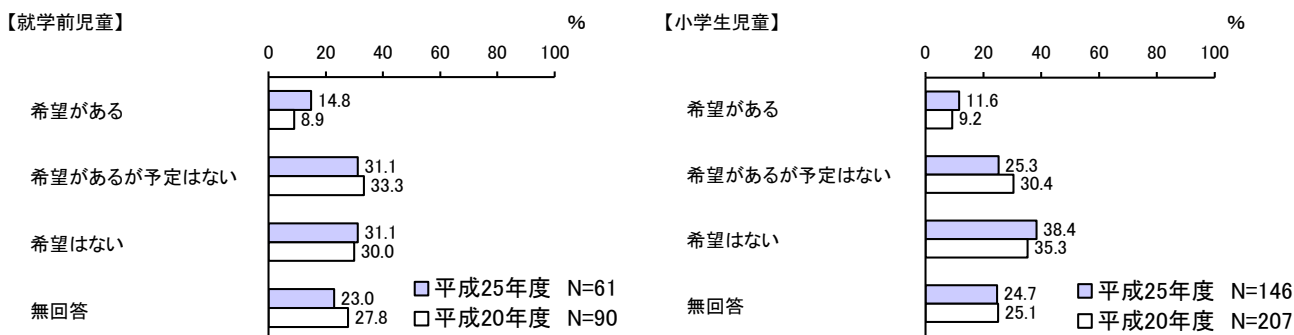 【就学前児童】
%
0 20 40 60 80 100
希望がある
14.8
8.9
希望があるが予定はない
31.1
33.3
希望はない
31.1
30.0
無回答
23.0
27.8
平成25年度 N=61
平成20年度 N=90
【小学生児童】
%
0 20 40 60 80 100
希望がある
11.6
9.2
希望があるが予定はない
25.3
30.4
希望はない
38.4
35.3
無回答
24.7
25.1
平成25年度 N=146
平成20年度 N=207